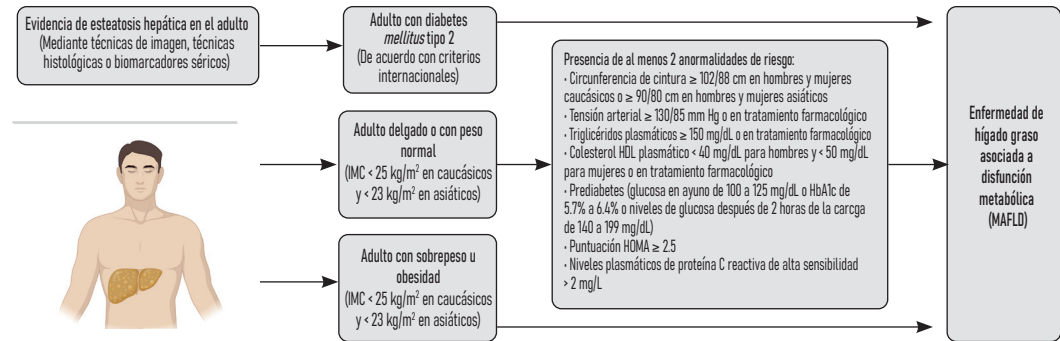 Evidencia de esteatosis hepática en el adulto
(Mediante técnicas de imagen, técnicas
histológicas o biomarcadores séricos)
Adulto con diabetes
mellitus tipo 2
(De acuerdo con criterios
internacionales)
Adulto delgado o con peso
normal
(IMC < 25 kg/m² en caucásicos
y < 23 kg/m² en asiáticos)
Adulto con sobrepeso u
obesidad
(IMC < 25 kg/m² en caucásicos
y < 23 kg/m² en asiáticos)
Presencia de al menos 2 anormalidades de riesgo:
• Circunferencia de cintura ≥ 102/88 cm en hombres y mujeres
caucásicos o ≥ 90/80 cm en hombres y mujeres asiáticos
• Tensión arterial ≥ 130/85 mm Hg o en tratamiento farmacológico
• Triglicéridos plasmáticos ≥ 150 mg/dL o en tratamiento farmacológico
• Colesterol HDL plasmático < 40 mg/dL para hombres y < 50 mg/dL
para mujeres o en tratamiento farmacológico
• Prediabetes (glucosa en ayuno de 100 a 125 mg/dL o HbA1c de
5.7% a 6.4% o niveles de glucosa después de 2 horas de la carcga
de 140 a 199 mg/dL)
• Puntuación HOMA ≥ 2.5
• Niveles plasmáticos de proteína C reactiva de alta sensibilidad
> 2 mg/L
Enfermedad de
hígado graso
asociada a
disfunción
metabólica
(MAFLD)